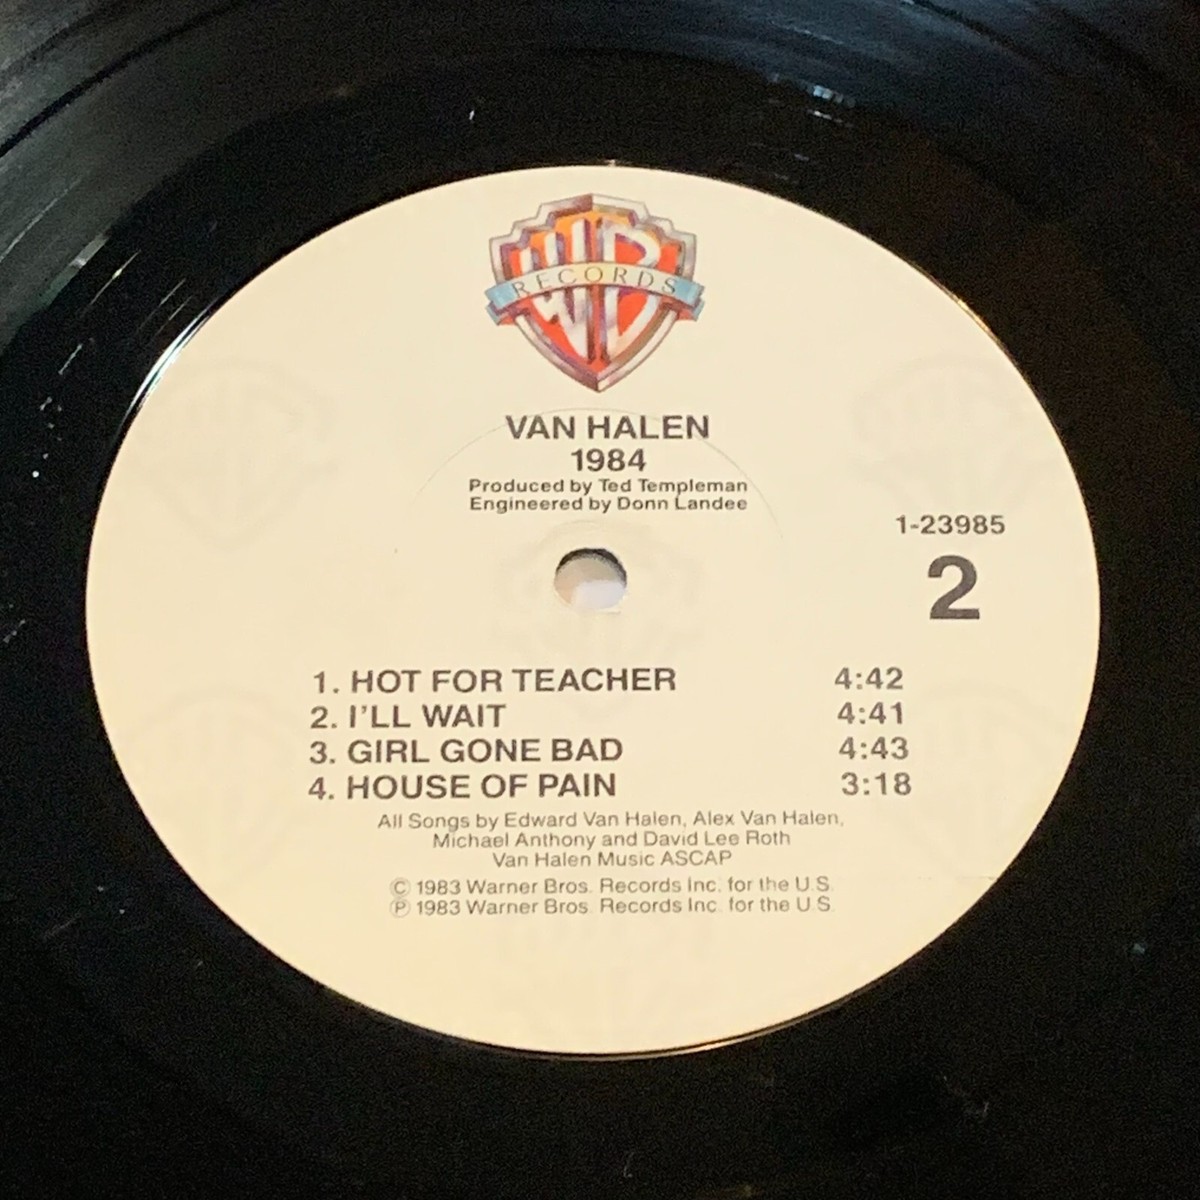 WB
RECORDS
VAN HALEN
1984
Produced by Ted Templeman
Engineered by Donn Landee
1-23985
2
1. HOT FOR TEACHER 4:42
2. I'LL WAIT 4:41
3. GIRL GONE BAD 4:43
4. HOUSE OF PAIN 3:18
All Songs by Edward Van Halen, Alex Van Halen,
Michael Anthony and David Lee Roth
Van Halen Music ASCAP
© 1983 Warner Bros. Records Inc. for the U.S.
℗ 1983 Warner Bros. Records Inc. for the U.S.